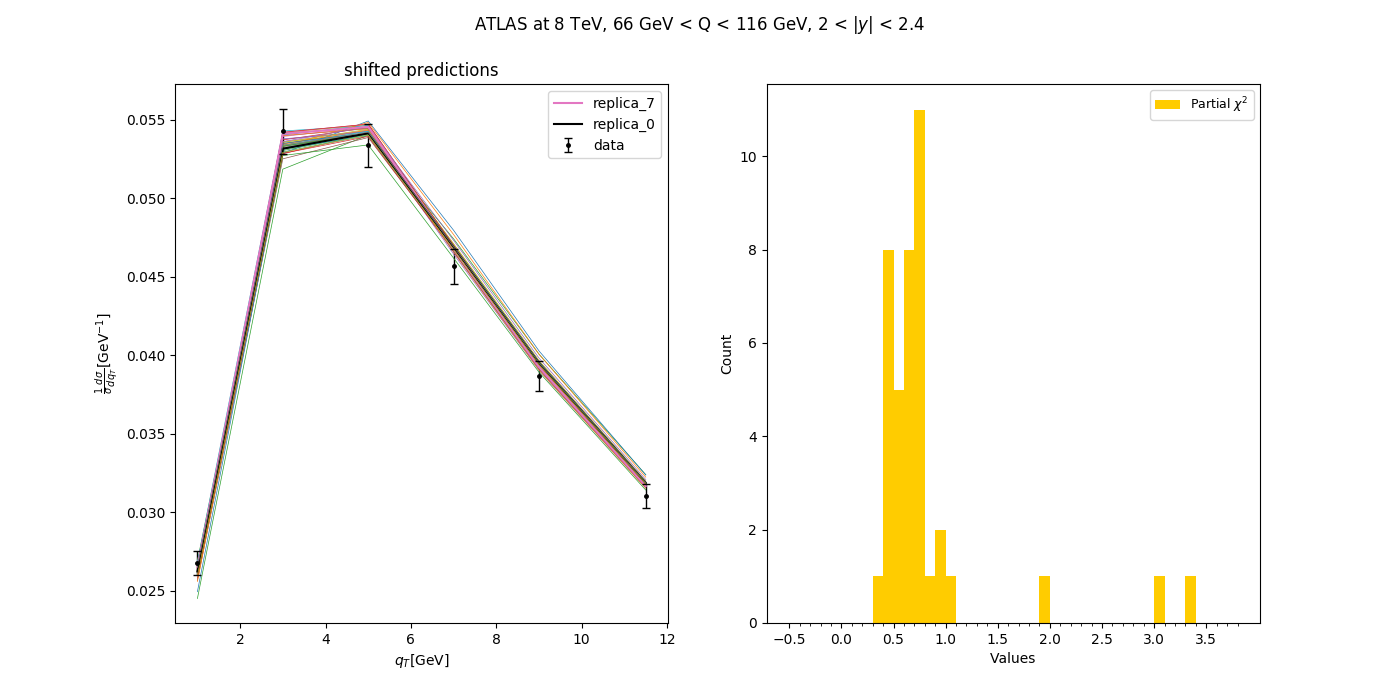 ATLAS at 8 TeV, 66 GeV < Q < 116 GeV, 2 < |y| < 2.4
shifted predictions
replica_7
replica_0
data
0.055
0.050
0.045
0.040
0.035
0.030
0.025
1/σ dσ/dq_T [GeV⁻¹]
2 4 6 8 10 12
q_T[GeV]
Partial χ²
10
8
6
4
2
0
Count
−0.5 0.0 0.5 1.0 1.5 2.0 2.5 3.0 3.5
Values